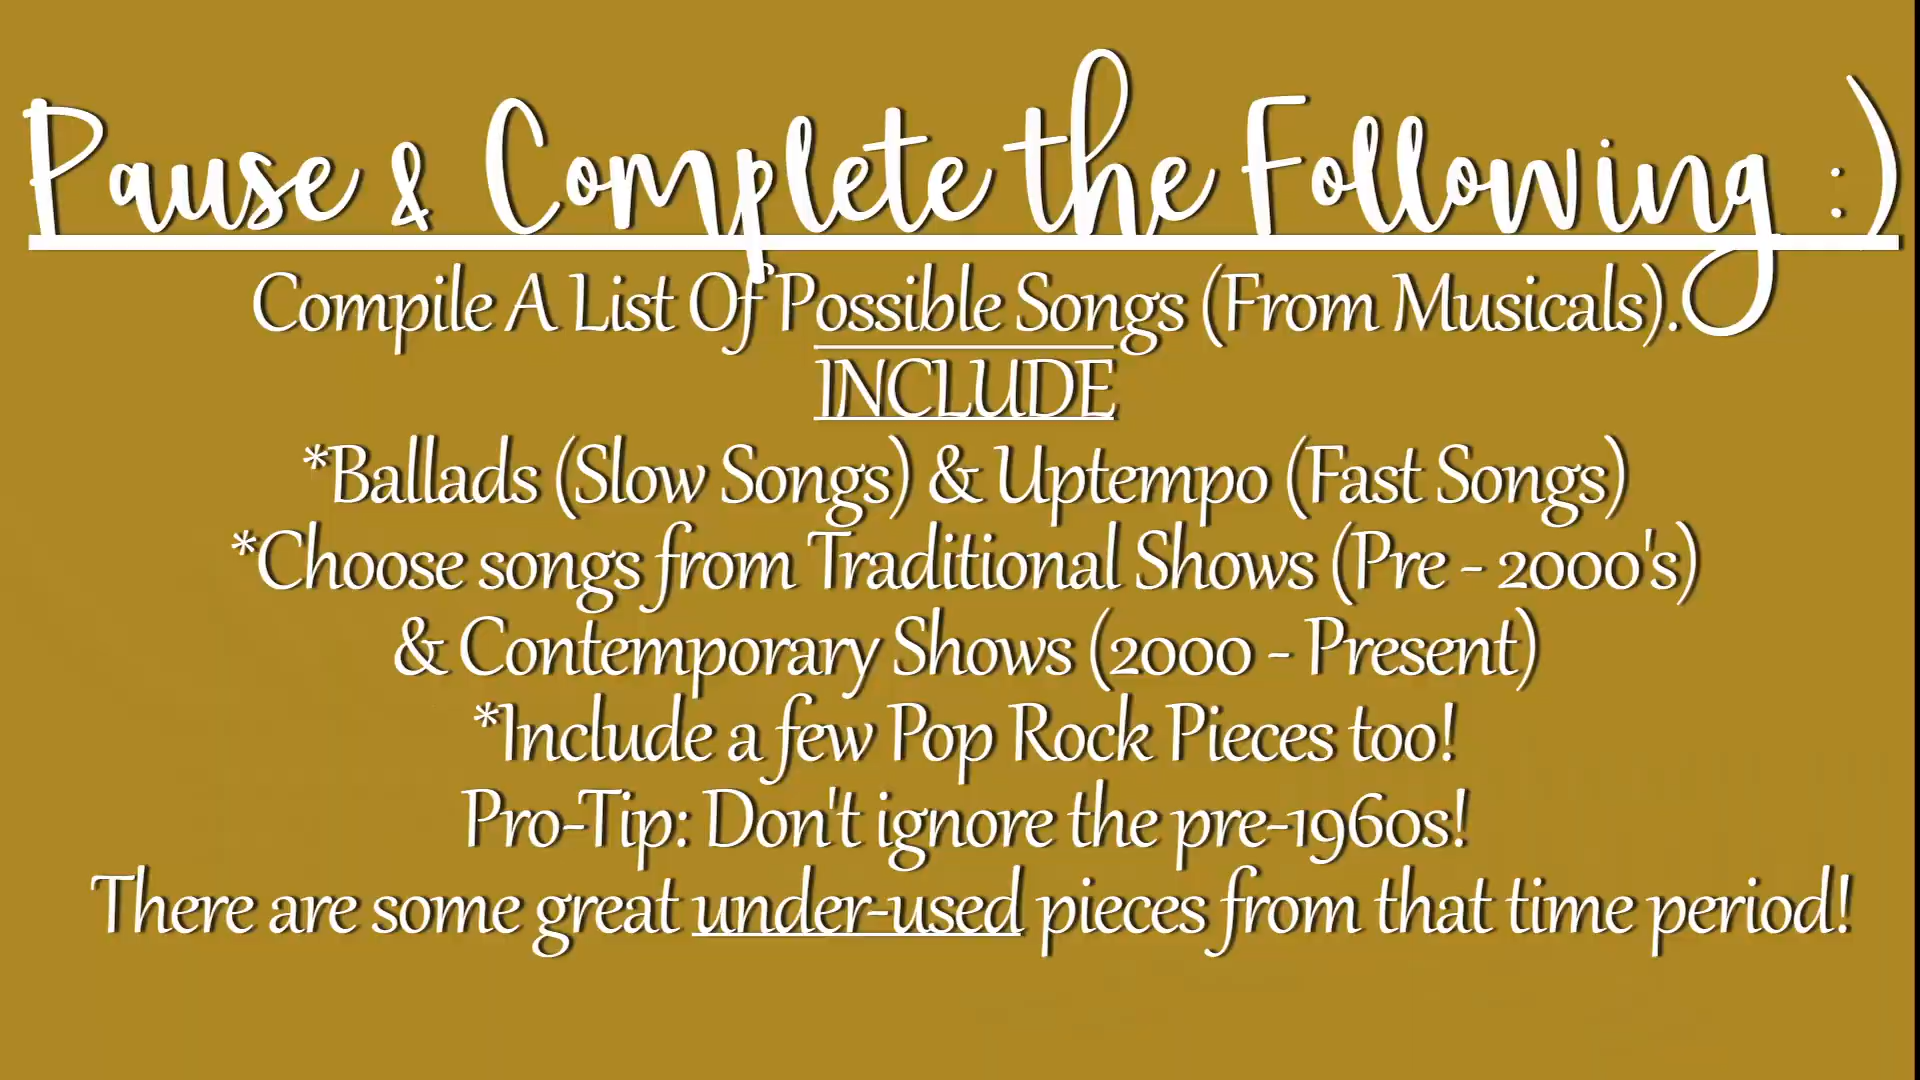 Pause & Complete the Following :)
Compile A List Of Possible Songs (From Musicals).
INCLUDE
*Ballads (Slow Songs) & Uptempo (Fast Songs)
*Choose songs from Traditional Shows (Pre - 2000's)
& Contemporary Shows (2000 - Present)
*Include a few Pop Rock Pieces too!
Pro-Tip: Don't ignore the pre-1960s!
There are some great under-used pieces from that time period!